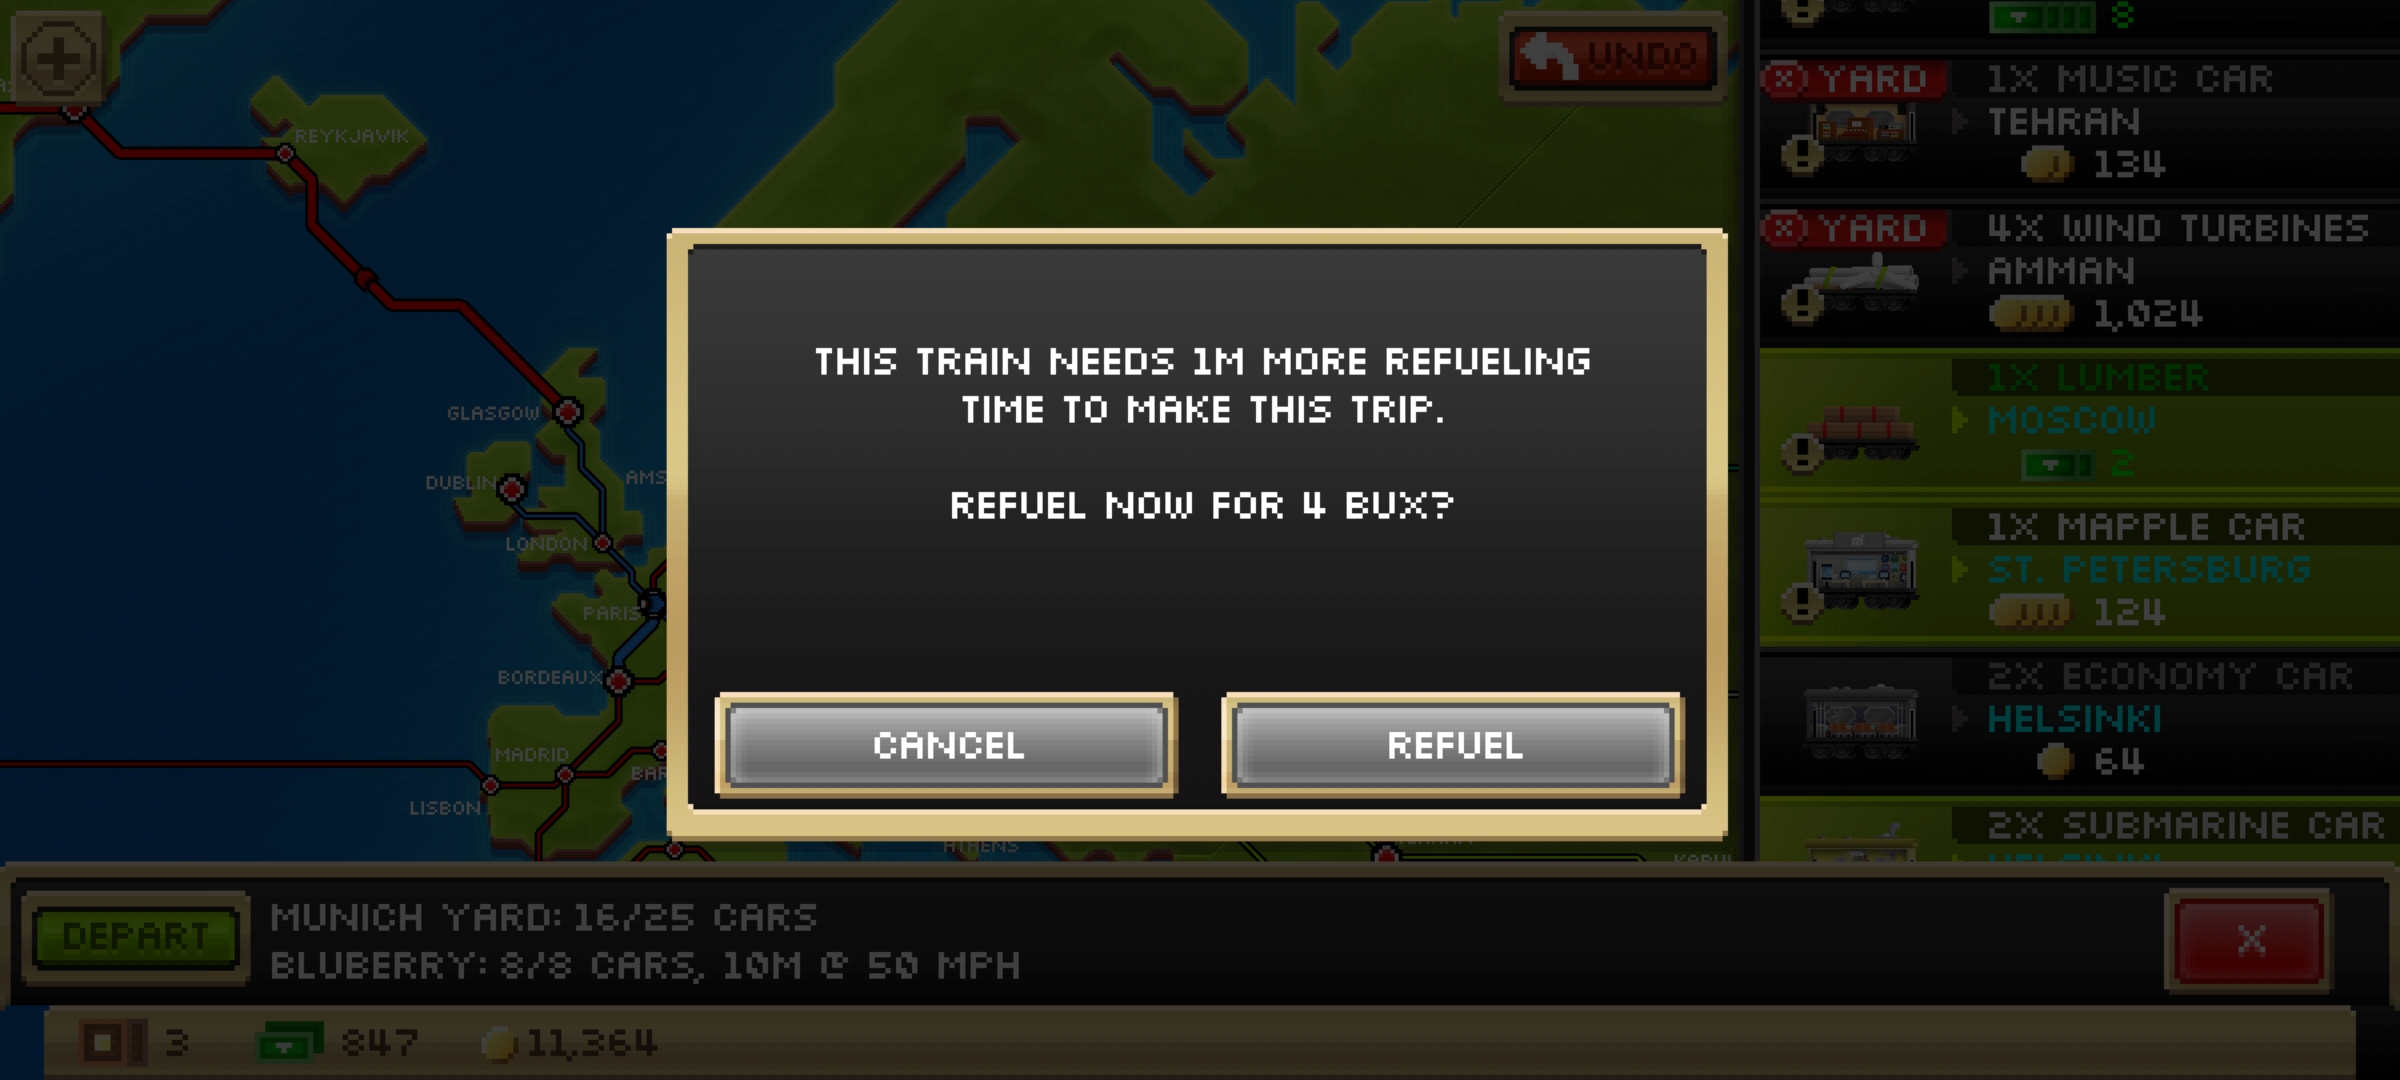 UNDO
8
YARD
1X MUSIC CAR
TEHRAN
134
YARD
4X WIND TURBINES
AMMAN
1,024
1X LUMBER
MOSCOW
2
1X MAPPLE CAR
ST. PETERSBURG
124
2X ECONOMY CAR
HELSINKI
64
2X SUBMARINE CAR
HELSINKI
REYKJAVIK
GLASGOW
DUBLIN
AMS
LONDON
PARIS
BORDEAUX
MADRID
BAR
LISBON
ATHENS
KABUL
THIS TRAIN NEEDS 1M MORE REFUELING
TIME TO MAKE THIS TRIP.
REFUEL NOW FOR 4 BUX?
CANCEL
REFUEL
DEPART
MUNICH YARD: 16/25 CARS
BLUBERRY: 8/8 CARS, 10M @ 50 MPH
X
3
847
11,364